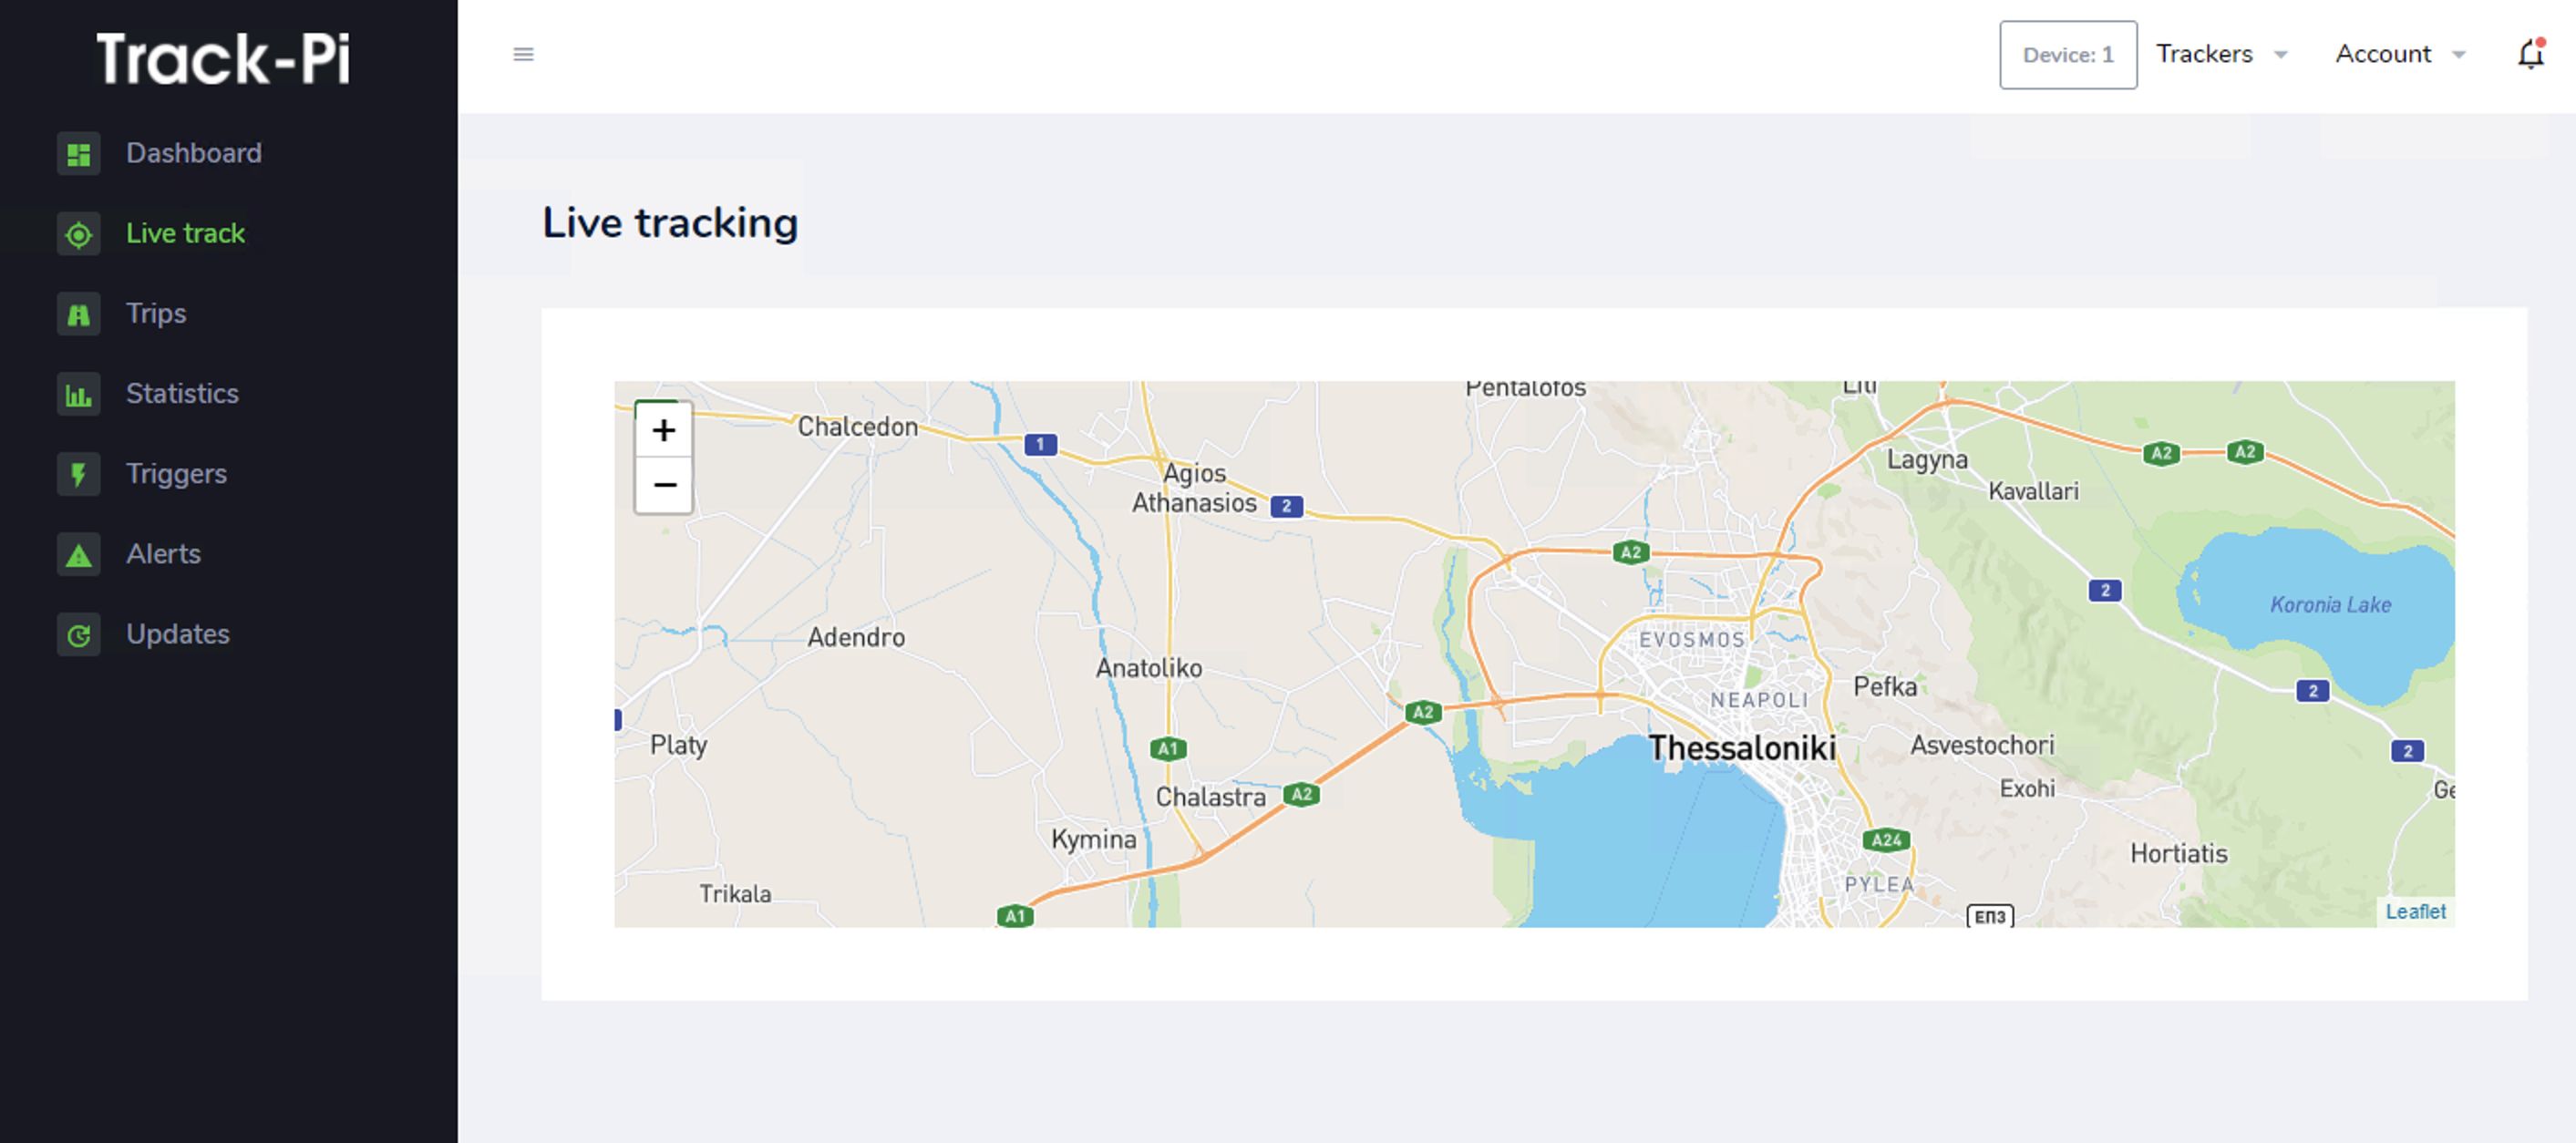 Track-Pi
Device: 1
Trackers
Account
Dashboard
Live track
Trips
Statistics
Triggers
Alerts
Updates
Live tracking
+
−
Pentalofos
Chalcedon
1
Lagyna
A2
A2
Agios
Athanasios
2
Kavallari
A2
2
Koronia Lake
Adendro
EVOSMOS
Anatoliko
Pefka
NEAPOLI
2
A2
Platy
A1
Thessaloniki
Asvestochori
2
Chalastra
A2
Exohi
Kymina
A24
Hortiatis
Trikala
PYLEA
A1
ΕΠ3
Leaflet